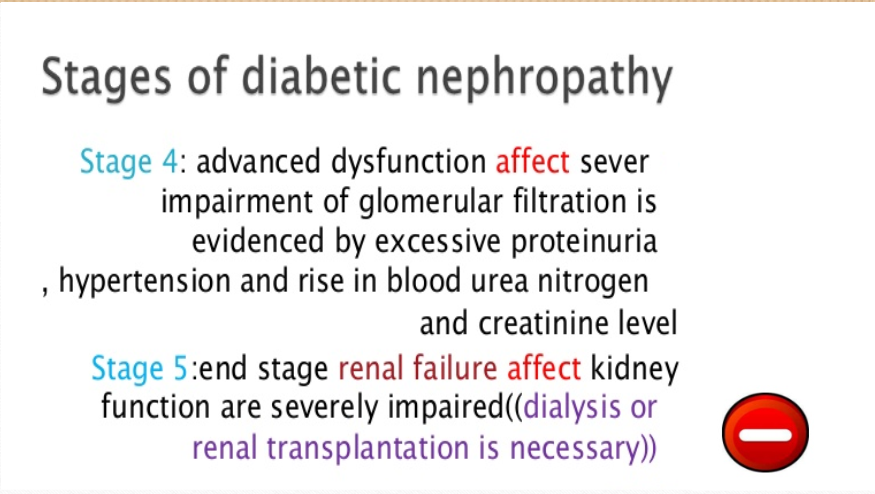 Stages of diabetic nephropathy
Stage 4: advanced dysfunction affect sever
impairment of glomerular filtration is
evidenced by excessive proteinuria
, hypertension and rise in blood urea nitrogen
and creatinine level
Stage 5:end stage renal failure affect kidney
function are severely impaired((dialysis or
renal transplantation is necessary))